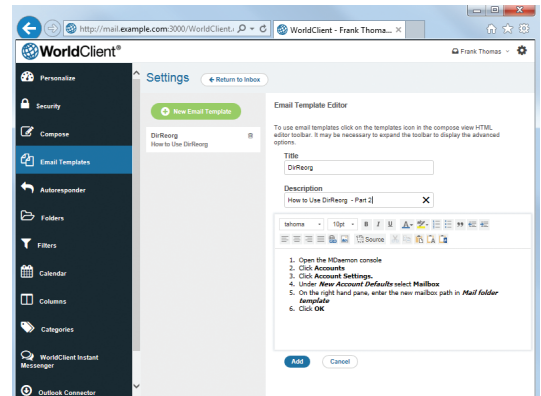 http://mail.example.com:3000/WorldClient.
WorldClient - Frank Thoma...
WorldClient®
Frank Thomas
Personalize
Security
Compose
Email Templates
Autoresponder
Folders
Filters
Calendar
Columns
Categories
WorldClient Instant
Messenger
Outlook Connector
Settings
Return to Inbox
New Email Template
DirReorg
How to Use DirReorg
Email Template Editor
To use email templates click on the templates icon in the compose view HTML
editor toolbar. It may be necessary to expand the toolbar to display the advanced
options.
Title
DirReorg
Description
How to Use DirReorg - Part 2
tahoma
10pt
B I U
Source
1. Open the MDaemon console
2. Click Accounts
3. Click Account Settings.
4. Under New Account Defaults select Mailbox
5. On the right hand pane, enter the new mailbox path in Mail folder
template
6. Click OK
Add
Cancel